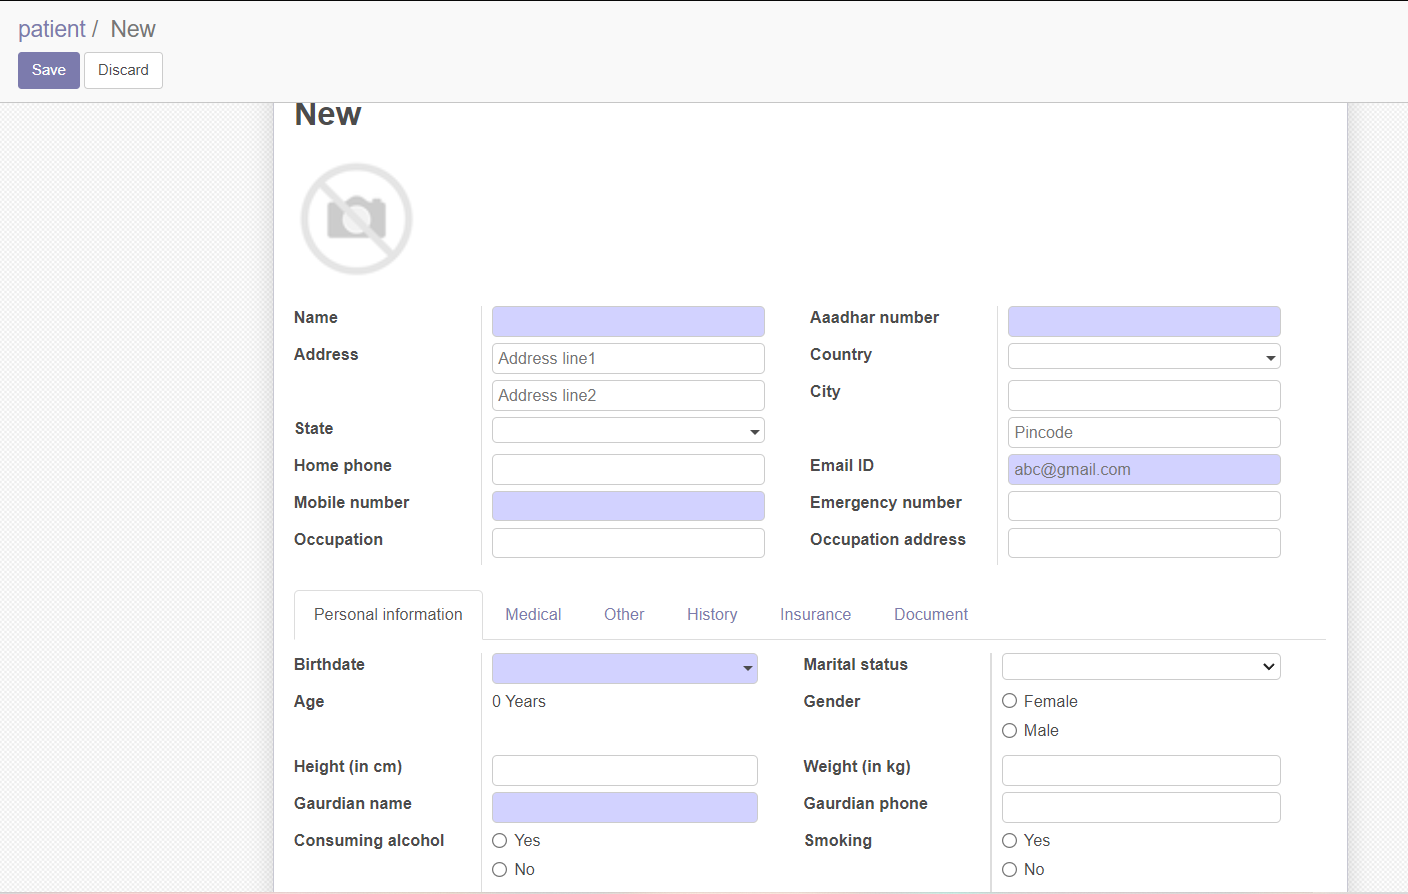 patient / New
Save Discard
New
Name Aaadhar number
Address Address line1 Country
Address line2 City
State Pincode
Home phone Email ID abc@gmail.com
Mobile number Emergency number
Occupation Occupation address
Personal information Medical Other History Insurance Document
Birthdate Marital status
Age 0 Years Gender Female
Male
Height (in cm) Weight (in kg)
Gaurdian name Gaurdian phone
Consuming alcohol Yes Smoking Yes
No No